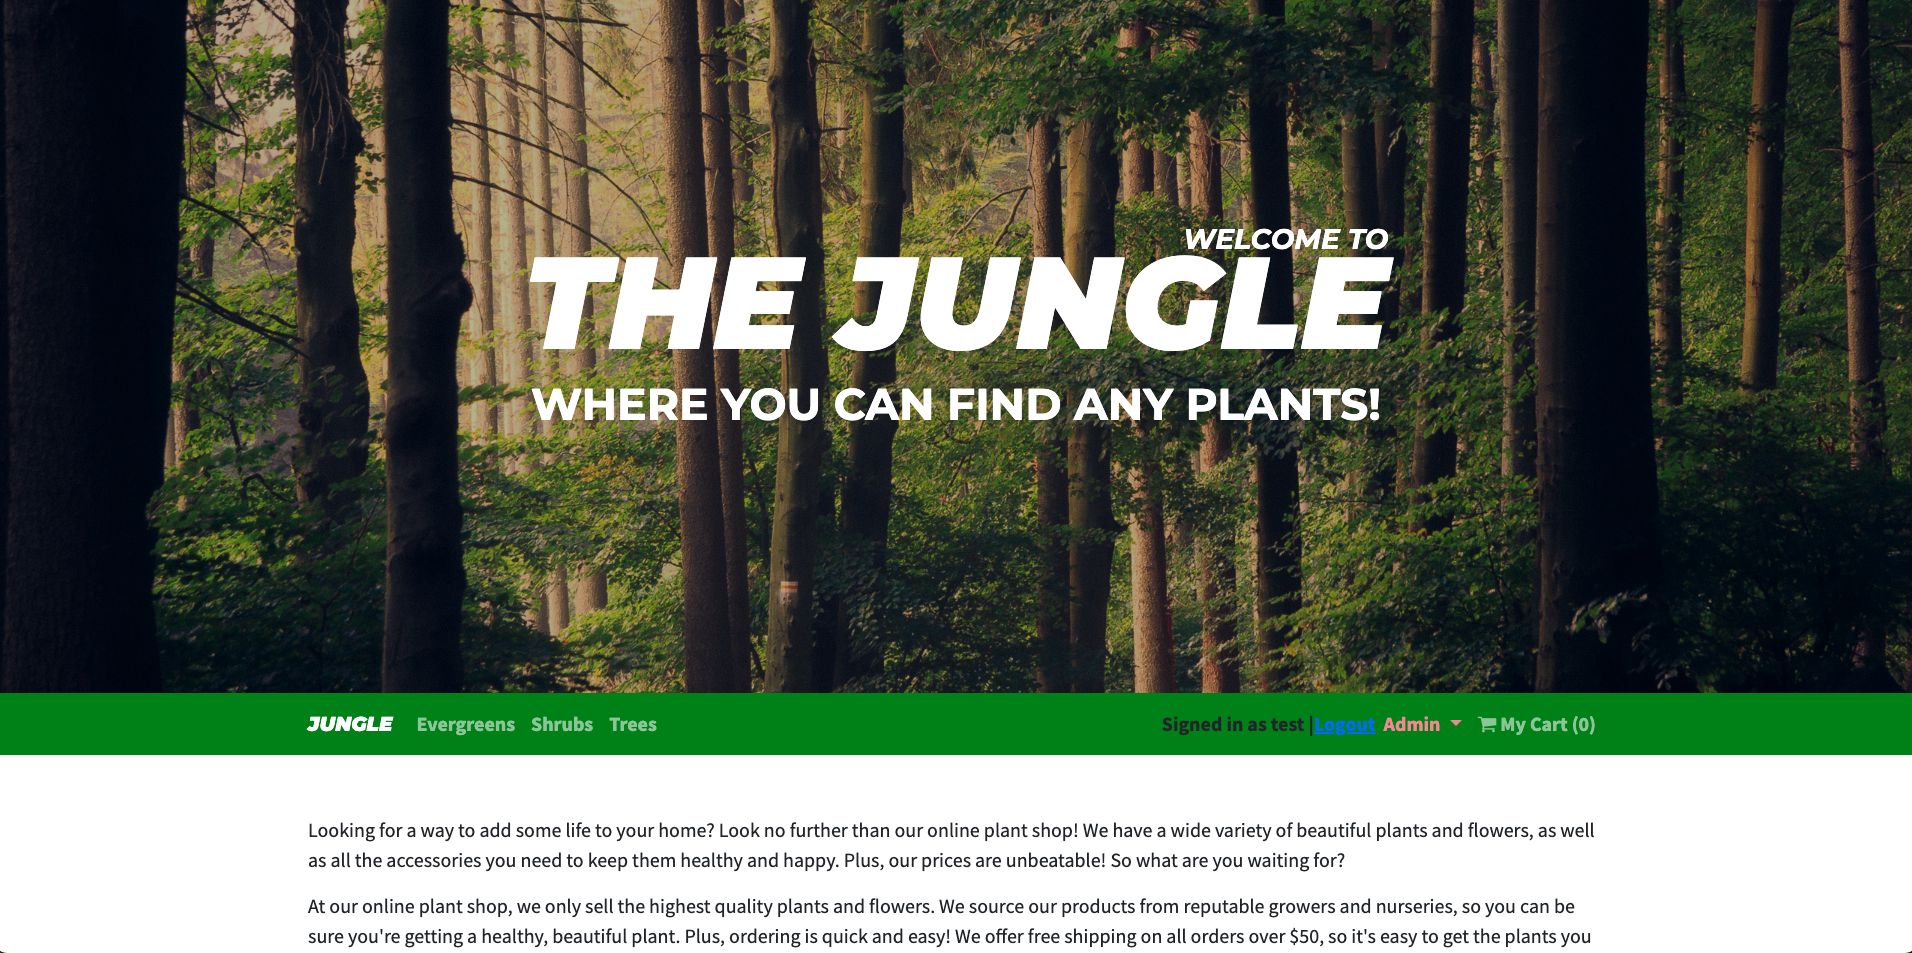 WELCOME TO
THE JUNGLE
WHERE YOU CAN FIND ANY PLANTS!
JUNGLE Evergreens Shrubs Trees Signed in as test |Logout Admin My Cart (0)
Looking for a way to add some life to your home? Look no further than our online plant shop! We have a wide variety of beautiful plants and flowers, as well
as all the accessories you need to keep them healthy and happy. Plus, our prices are unbeatable! So what are you waiting for?
At our online plant shop, we only sell the highest quality plants and flowers. We source our products from reputable growers and nurseries, so you can be
sure you're getting a healthy, beautiful plant. Plus, ordering is quick and easy! We offer free shipping on all orders over $50, so it's easy to get the plants you